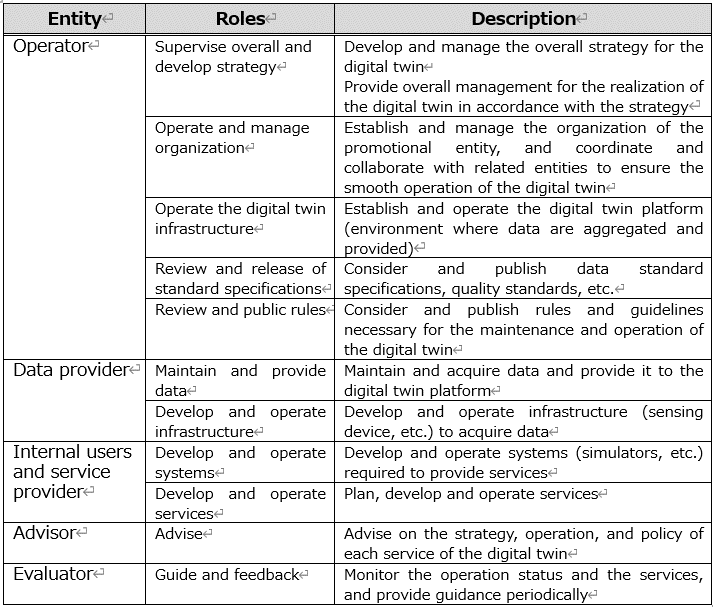 Entity Roles Description
Operator
Supervise overall and
develop strategy
Develop and manage the overall strategy for the
digital twin
Provide overall management for the realization of
the digital twin in accordance with the strategy
Operate and manage
organization
Establish and manage the organization of the
promotional entity, and coordinate and
collaborate with related entities to ensure the
smooth operation of the digital twin
Operate the digital twin
infrastructure
Establish and operate the digital twin platform
(environment where data are aggregated and
provided)
Review and release of
standard specifications
Consider and publish data standard
specifications, quality standards, etc.
Review and public rules
Consider and publish rules and guidelines
necessary for the maintenance and operation of
the digital twin
Data provider
Maintain and provide
data
Maintain and acquire data and provide it to the
digital twin platform
Develop and operate
infrastructure
Develop and operate infrastructure (sensing
device, etc.) to acquire data
Internal users
and service
provider
Develop and operate
systems
Develop and operate systems (simulators, etc.)
required to provide services
Develop and operate
services
Plan, develop and operate services
Advisor
Advise
Advise on the strategy, operation, and policy of
each service of the digital twin
Evaluator
Guide and feedback
Monitor the operation status and the services,
and provide guidance periodically